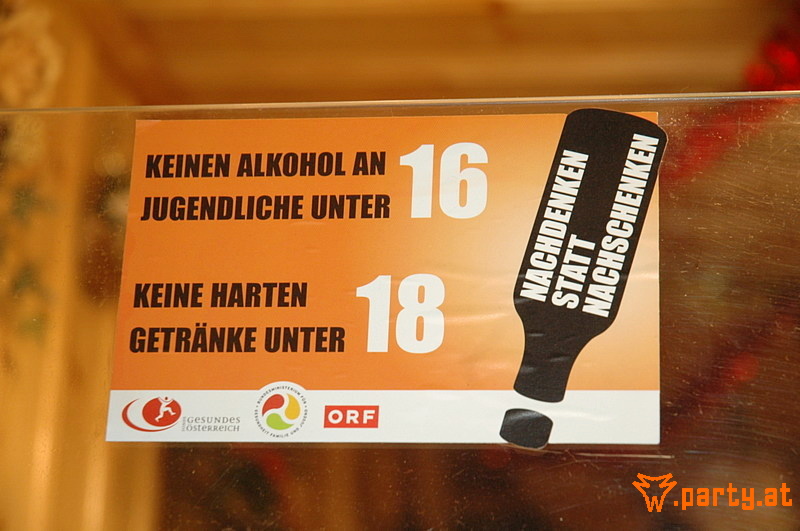 KEINEN ALKOHOL AN
JUGENDLICHE UNTER 16
KEINE HARTEN
GETRÄNKE UNTER 18
NACHDENKEN
STATT
NACHSCHENKEN
GESUNDES
ÖSTERREICH
ORF
W.party.at